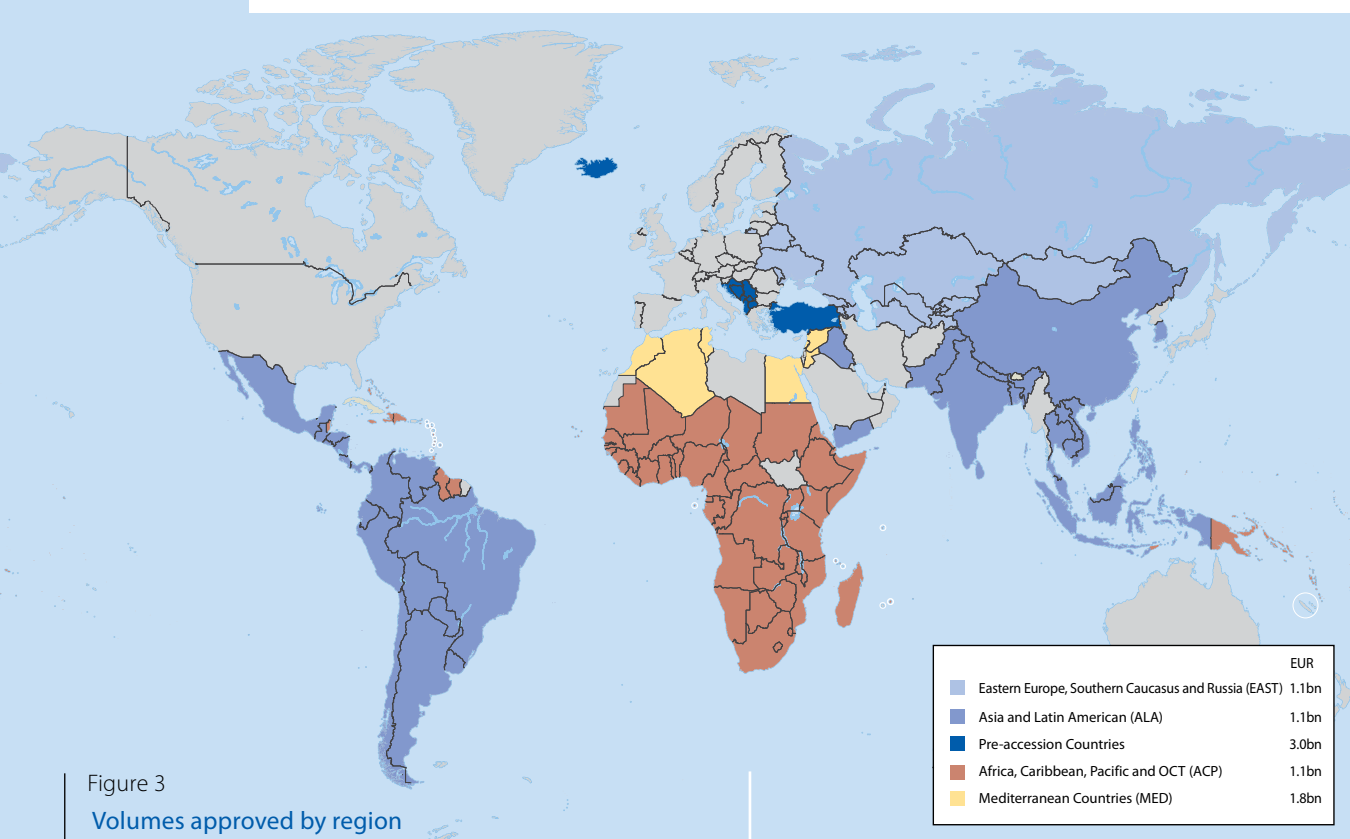 EUR
Eastern Europe, Southern Caucasus and Russia (EAST) 1.1bn
Asia and Latin American (ALA) 1.1bn
Pre-accession Countries 3.0bn
Africa, Caribbean, Pacific and OCT (ACP) 1.1bn
Mediterranean Countries (MED) 1.8bn
Figure 3
Volumes approved by region